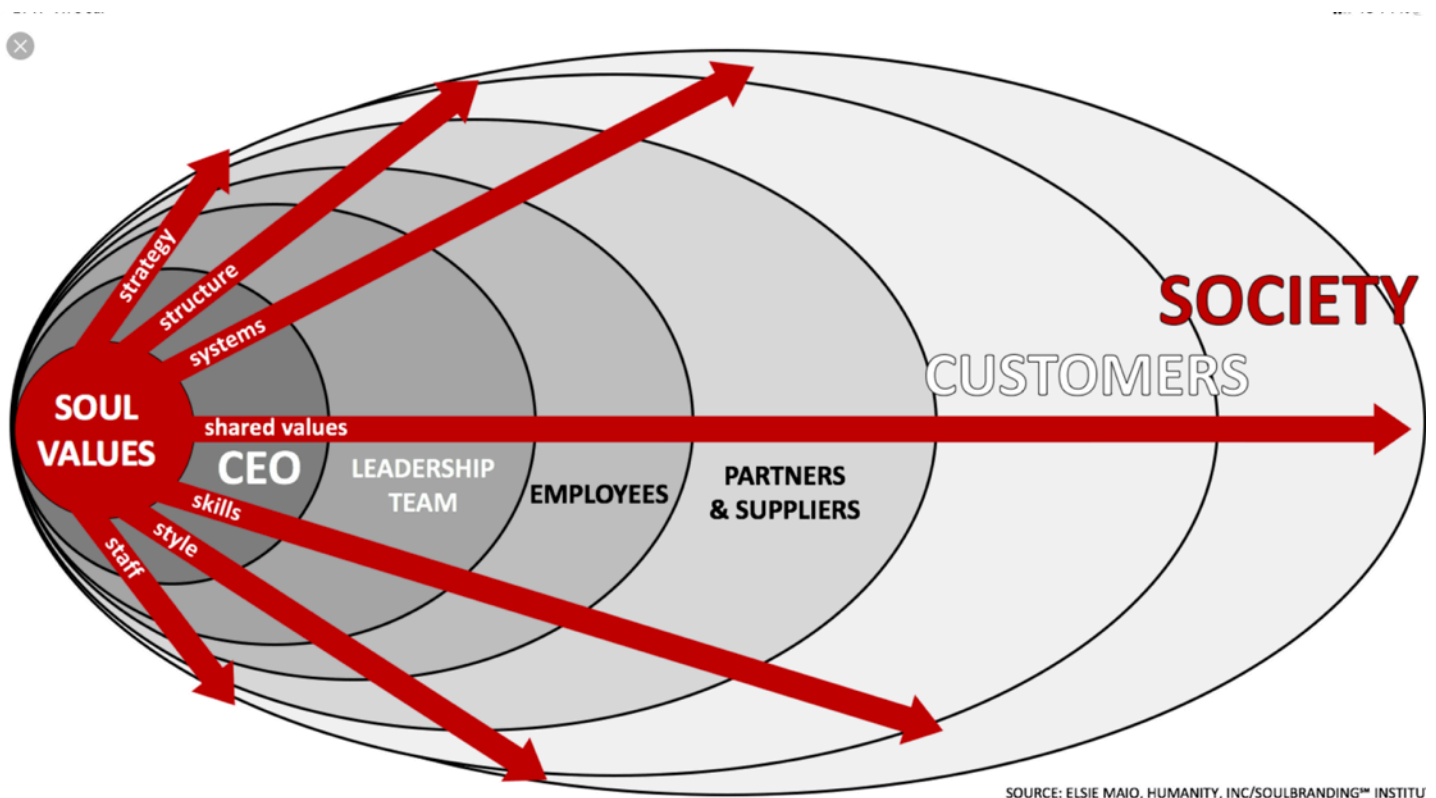 strategy
structure
systems
SOCIETY
CUSTOMERS
SOUL
VALUES
shared values
CEO
LEADERSHIP
TEAM
EMPLOYEES
PARTNERS
& SUPPLIERS
skills
style
staff
SOURCE: ELSIE MAIO, HUMANITY, INC/SOULBRANDING℠ INSTITU